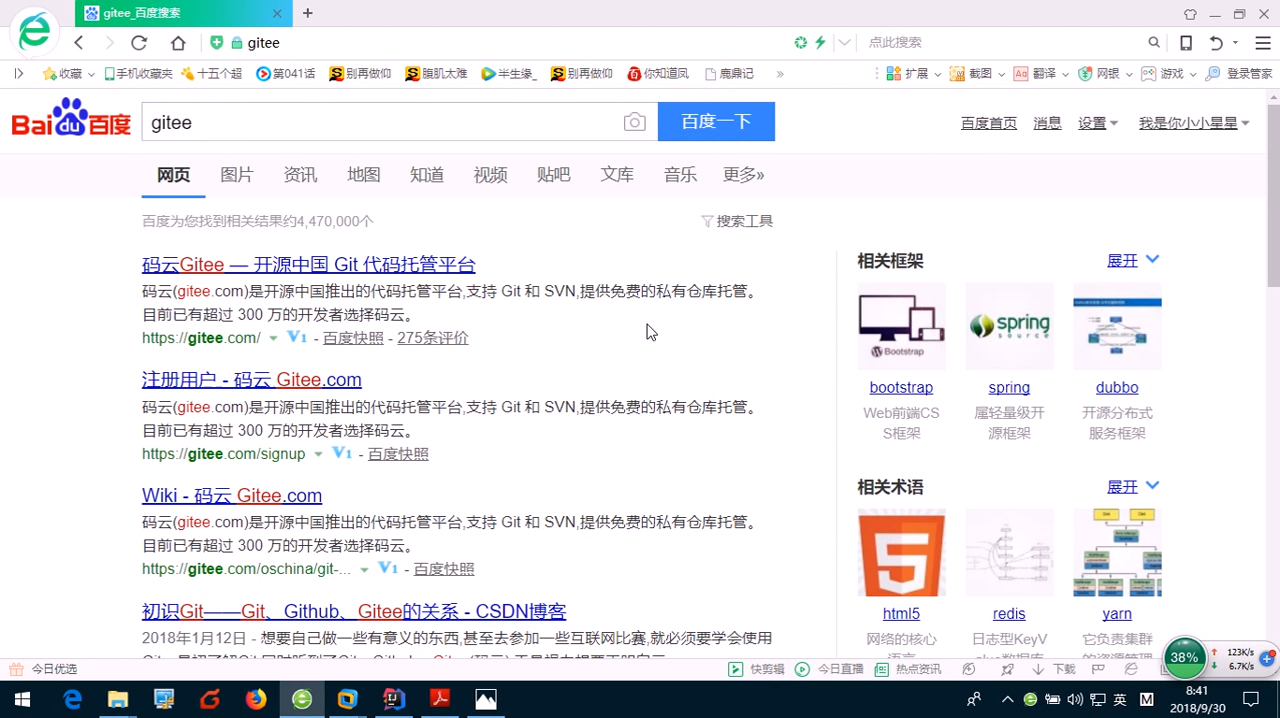 gitee_百度搜索
gitee
点此搜索
收藏 手机收藏夹 十五个超 第041话 别再做仰 腹肌大雅 半生缘_ 别再做仰 你知道凤 鹿鼎记 » 扩展 截图 翻译 网银 游戏 登录管家
Bai du 百度
gitee
百度一下
百度首页 消息 设置 我是你小小星星
网页 图片 资讯 地图 知道 视频 贴吧 文库 音乐 更多»
百度为您找到相关结果约4,470,000个
搜索工具
码云Gitee — 开源中国 Git 代码托管平台
码云(gitee.com)是开源中国推出的代码托管平台,支持 Git 和 SVN,提供免费的私有仓库托管。
目前已有超过 300 万的开发者选择码云。
https://gitee.com/ V1 - 百度快照 - 275条评价
注册用户 - 码云 Gitee.com
码云(gitee.com)是开源中国推出的代码托管平台,支持 Git 和 SVN,提供免费的私有仓库托管。
目前已有超过 300 万的开发者选择码云。
https://gitee.com/signup V1 - 百度快照
Wiki - 码云 Gitee.com
码云(gitee.com)是开源中国推出的代码托管平台,支持 Git 和 SVN,提供免费的私有仓库托管。
目前已有超过 300 万的开发者选择码云。
https://gitee.com/oschina/git-... V1 - 百度快照
初识Git——Git、Github、Gitee的关系 - CSDN博客
2018年1月12日 - 想要自己做一些有意义的东西,甚至去参加一些互联网比赛,就必须要学会使用
相关框架 展开
Bootstrap
spring
source
bootstrap spring dubbo
Web前端CS 属轻量级开 开源分布式
S框架 源框架 服务框架
相关术语 展开
html5 redis yarn
网络的核心 日志型KeyV 它负责集群
38% 123K/s
6.7K/s
今日优选 快剪辑 今日直播 热点资讯 下载
英 M
8:41
2018/9/30